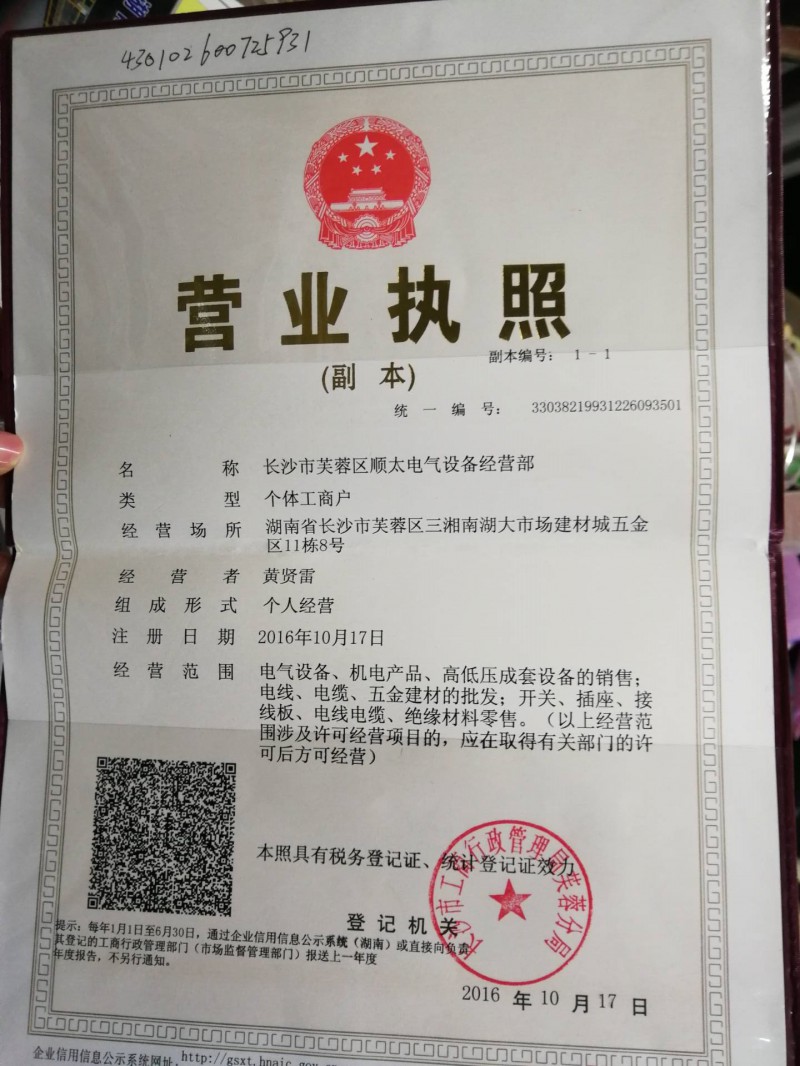 430102600725931
营业执照
副本编号： 1-1
(副 本)
统一编号： 33038219931226093501
名称 长沙市芙蓉区顺太电气设备经营部
类型 个体工商户
经营场所 湖南省长沙市芙蓉区三湘南湖大市场建材城五金
区11栋8号
经营者 黄贤雷
组成形式 个人经营
注册日期 2016年10月17日
经营范围 电气设备、机电产品、高低压成套设备的销售；
电线、电缆、五金建材的批发；开关、插座、接
线板、电线电缆、绝缘材料零售。（以上经营范
围涉及许可经营项目的，应在取得有关部门的许
可后方可经营）
本照具有税务登记证、统计登记证效力
长沙市工商行政管理局芙蓉分局
登记机关
提示：每年1月1日至6月30日，通过企业信用信息公示系统（湖南）或直接向负责
其登记的工商行政管理部门（市场监督管理部门）报送上一年度
年度报告，不另行通知。
2016 年 10 月 17 日
企业信用信息公示系统网址：http://gsxt.hnaic.gov.